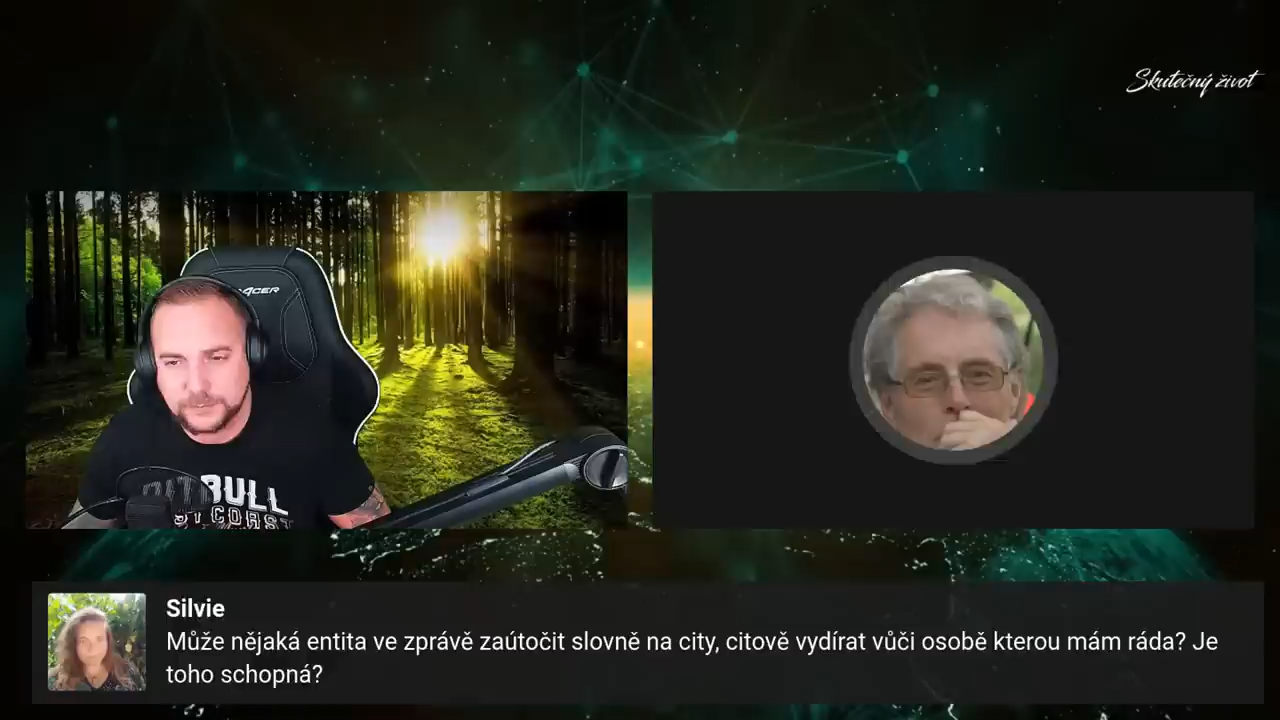 Skutečný život
PITBULL
Silvie
Může nějaká entita ve zprávě zaútočit slovně na city, citově vydírat vůči osobě kterou mám ráda? Je
toho schopná?